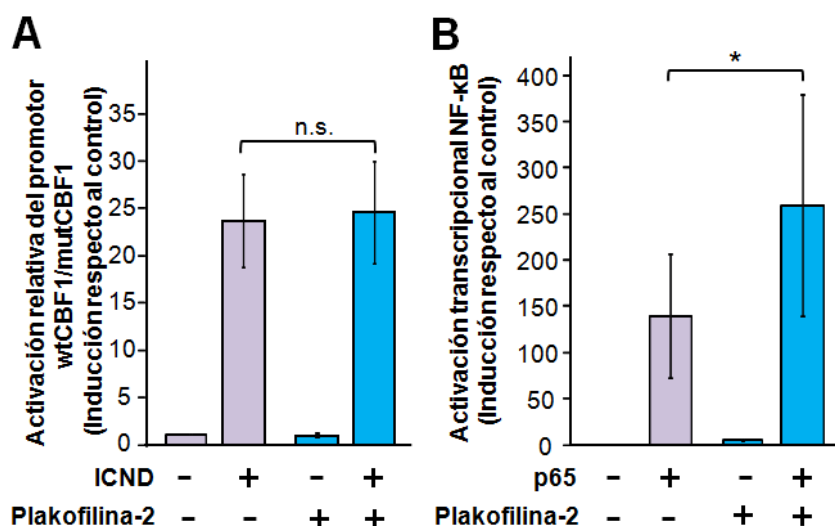 A
Activación relativa del promotor
wtCBF1/mutCBF1
(Inducción respecto al control)
35
30
25
20
15
10
5
0
n.s.
ICND - + - +
Plakofilina-2 - - + +
B
Activación transcripcional NF-κB
(Inducción respecto al control)
400
350
300
250
200
150
100
50
0
*
p65 - + - +
Plakofilina-2 - - + +